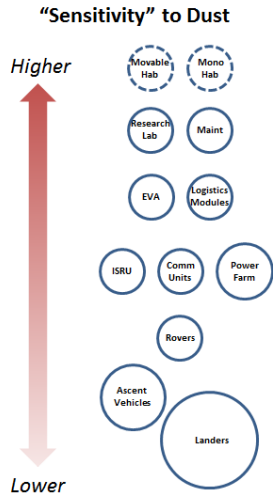 “Sensitivity” to Dust
Higher
Movable
Hab
Mono
Hab
Research
Lab
Maint
EVA
Logistics
Modules
ISRU
Comm
Units
Power
Farm
Rovers
Ascent
Vehicles
Landers
Lower